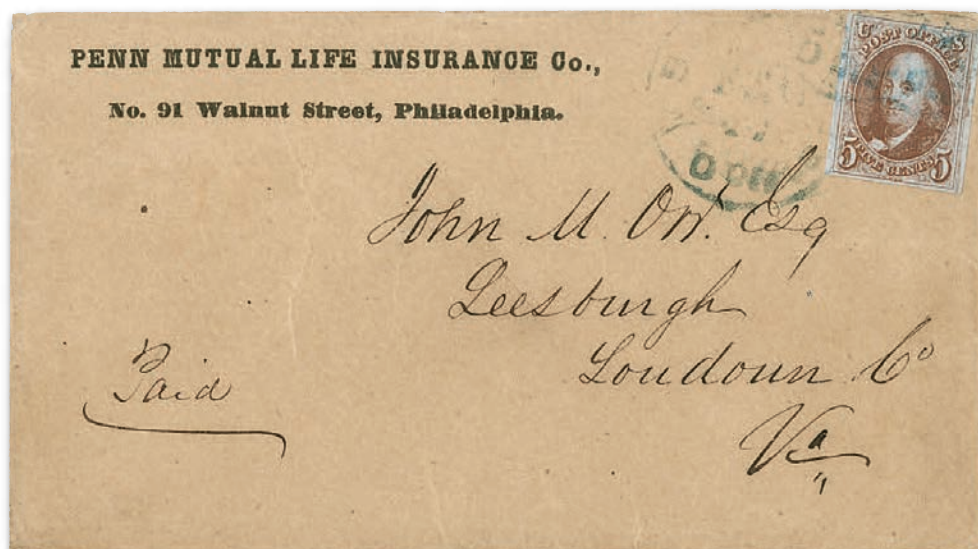 PENN MUTUAL LIFE INSURANCE Co.,
No. 91 Walnut Street, Philadelphia.
U S
POST OFFICE
5 FIVE CENTS 5
John M. Orr. Esq
Leesburgh
Loudoun Co
Va
Paid